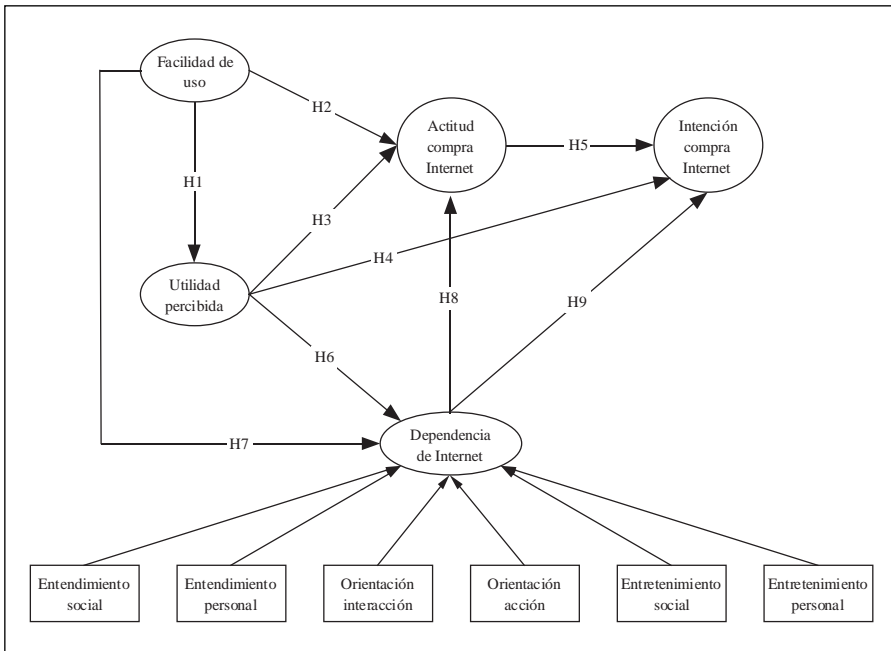 Facilidad de
uso
H2
Actitud
compra
Internet
H5
Intención
compra
Internet
H1
H3
H4
Utilidad
percibida
H8
H9
H6
H7
Dependencia
de Internet
Entendimiento
social
Entendimiento
personal
Orientación
interacción
Orientación
acción
Entretenimiento
social
Entretenimiento
personal